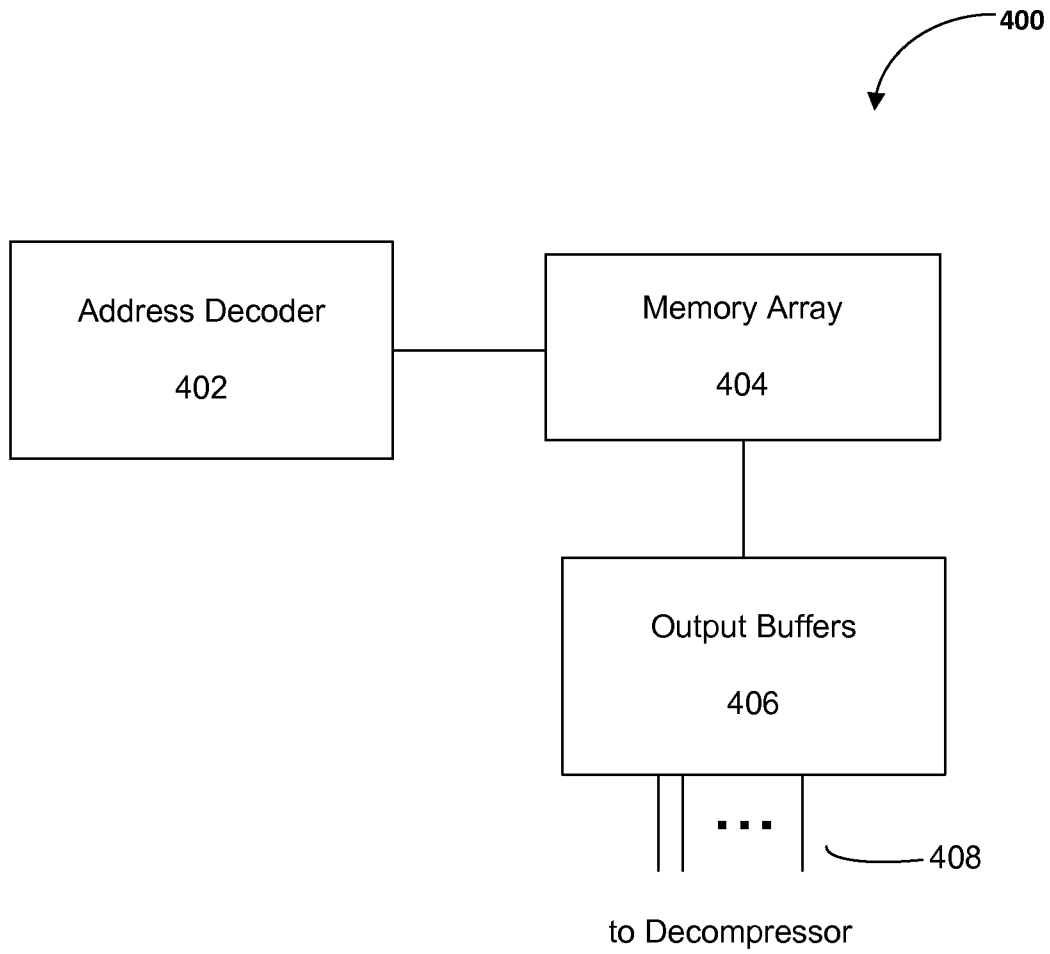 400
Address Decoder
402
Memory Array
404
Output Buffers
406
408
to Decompressor